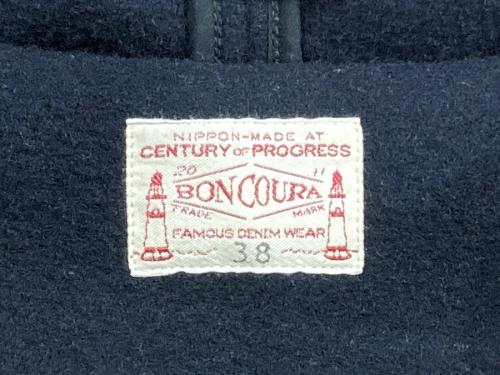 NIPPON-MADE AT
CENTURY OF PROGRESS
20 11
BONCOURA
TRADE MARK
FAMOUS DENIM WEAR
38